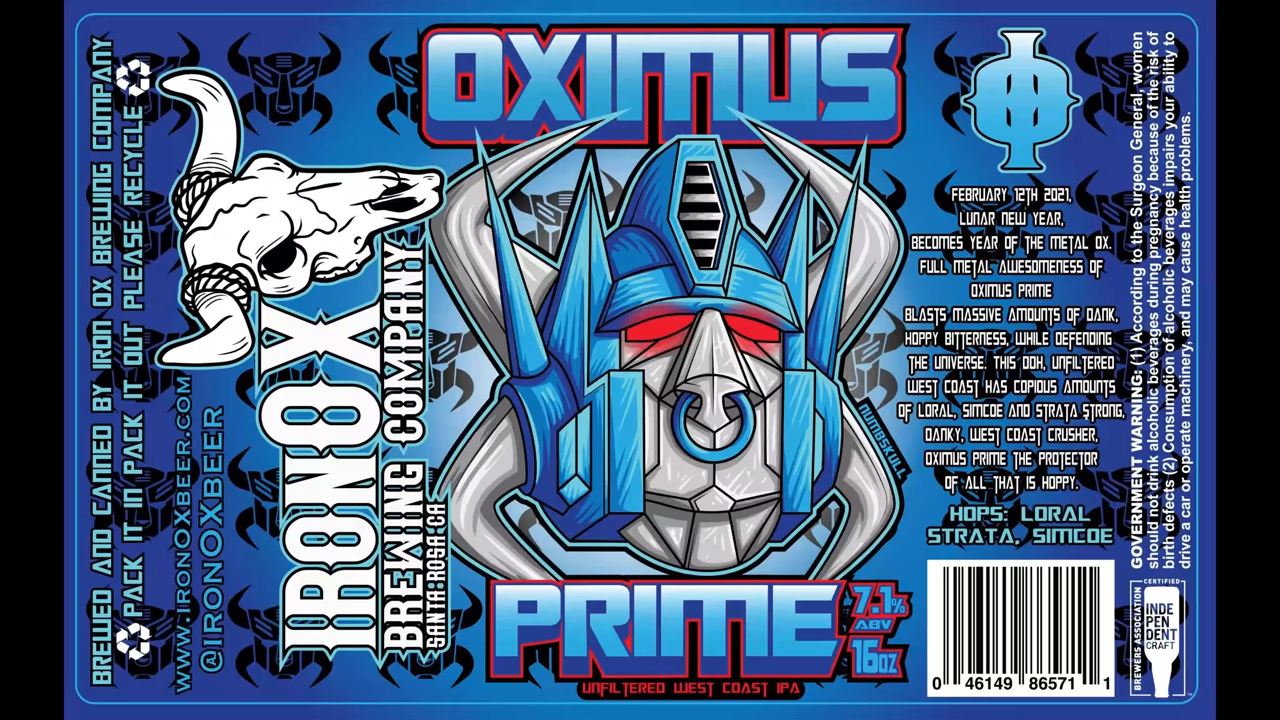 BREWED AND CANNED BY IRON OX BREWING COMPANY
PACK IT IN PACK IT OUT PLEASE RECYCLE
WWW.IRONOXBEER.COM
@IRONOXBEER
IRON OX
BREWING COMPANY
SANTA ROSA CA
OXIMUS
NUMBSKULL
PRIME
7.1%
ABV
16OZ
UNFILTERED WEST COAST IPA
FEBRUARY 12TH 2021,
LUNAR NEW YEAR,
BECOMES YEAR OF THE METAL OX.
FULL METAL AWESOMENESS OF
OXIMUS PRIME
BLASTS MASSIVE AMOUNTS OF DANK,
HOPPY BITTERNESS, WHILE DEFENDING
THE UNIVERSE. THIS DDH, UNFILTERED
WEST COAST HAS COPIOUS AMOUNTS
OF LORAL, SIMCOE AND STRATA STRONG,
DANKY, WEST COAST CRUSHER,
OXIMUS PRIME THE PROTECTOR
OF ALL THAT IS HOPPY.
HOPS: LORAL
STRATA, SIMCOE
0 46149 86571 1
GOVERNMENT WARNING: (1) According to the Surgeon General, women
should not drink alcoholic beverages during pregnancy because of the risk of
birth defects (2) Consumption of alcoholic beverages impairs your ability to
drive a car or operate machinery, and may cause health problems.
BREWERS ASSOCIATION
CERTIFIED
INDE
PEN
DENT
CRAFT